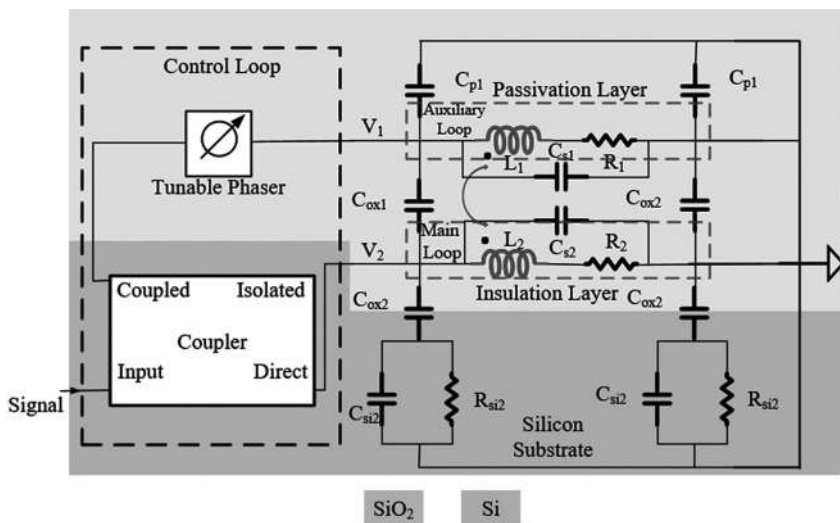 Control Loop
Tunable Phaser
V1
V2
Coupled
Isolated
Coupler
Input
Direct
Signal
Cp1
Cp1
Passivation Layer
Auxiliary
Loop
L1
Cs1
R1
Cox1
Cox2
Main
Loop
L2
Cs2
R2
Insulation Layer
Cox2
Cox2
Csi2
Rsi2
Csi2
Rsi2
Silicon
Substrate
SiO2
Si